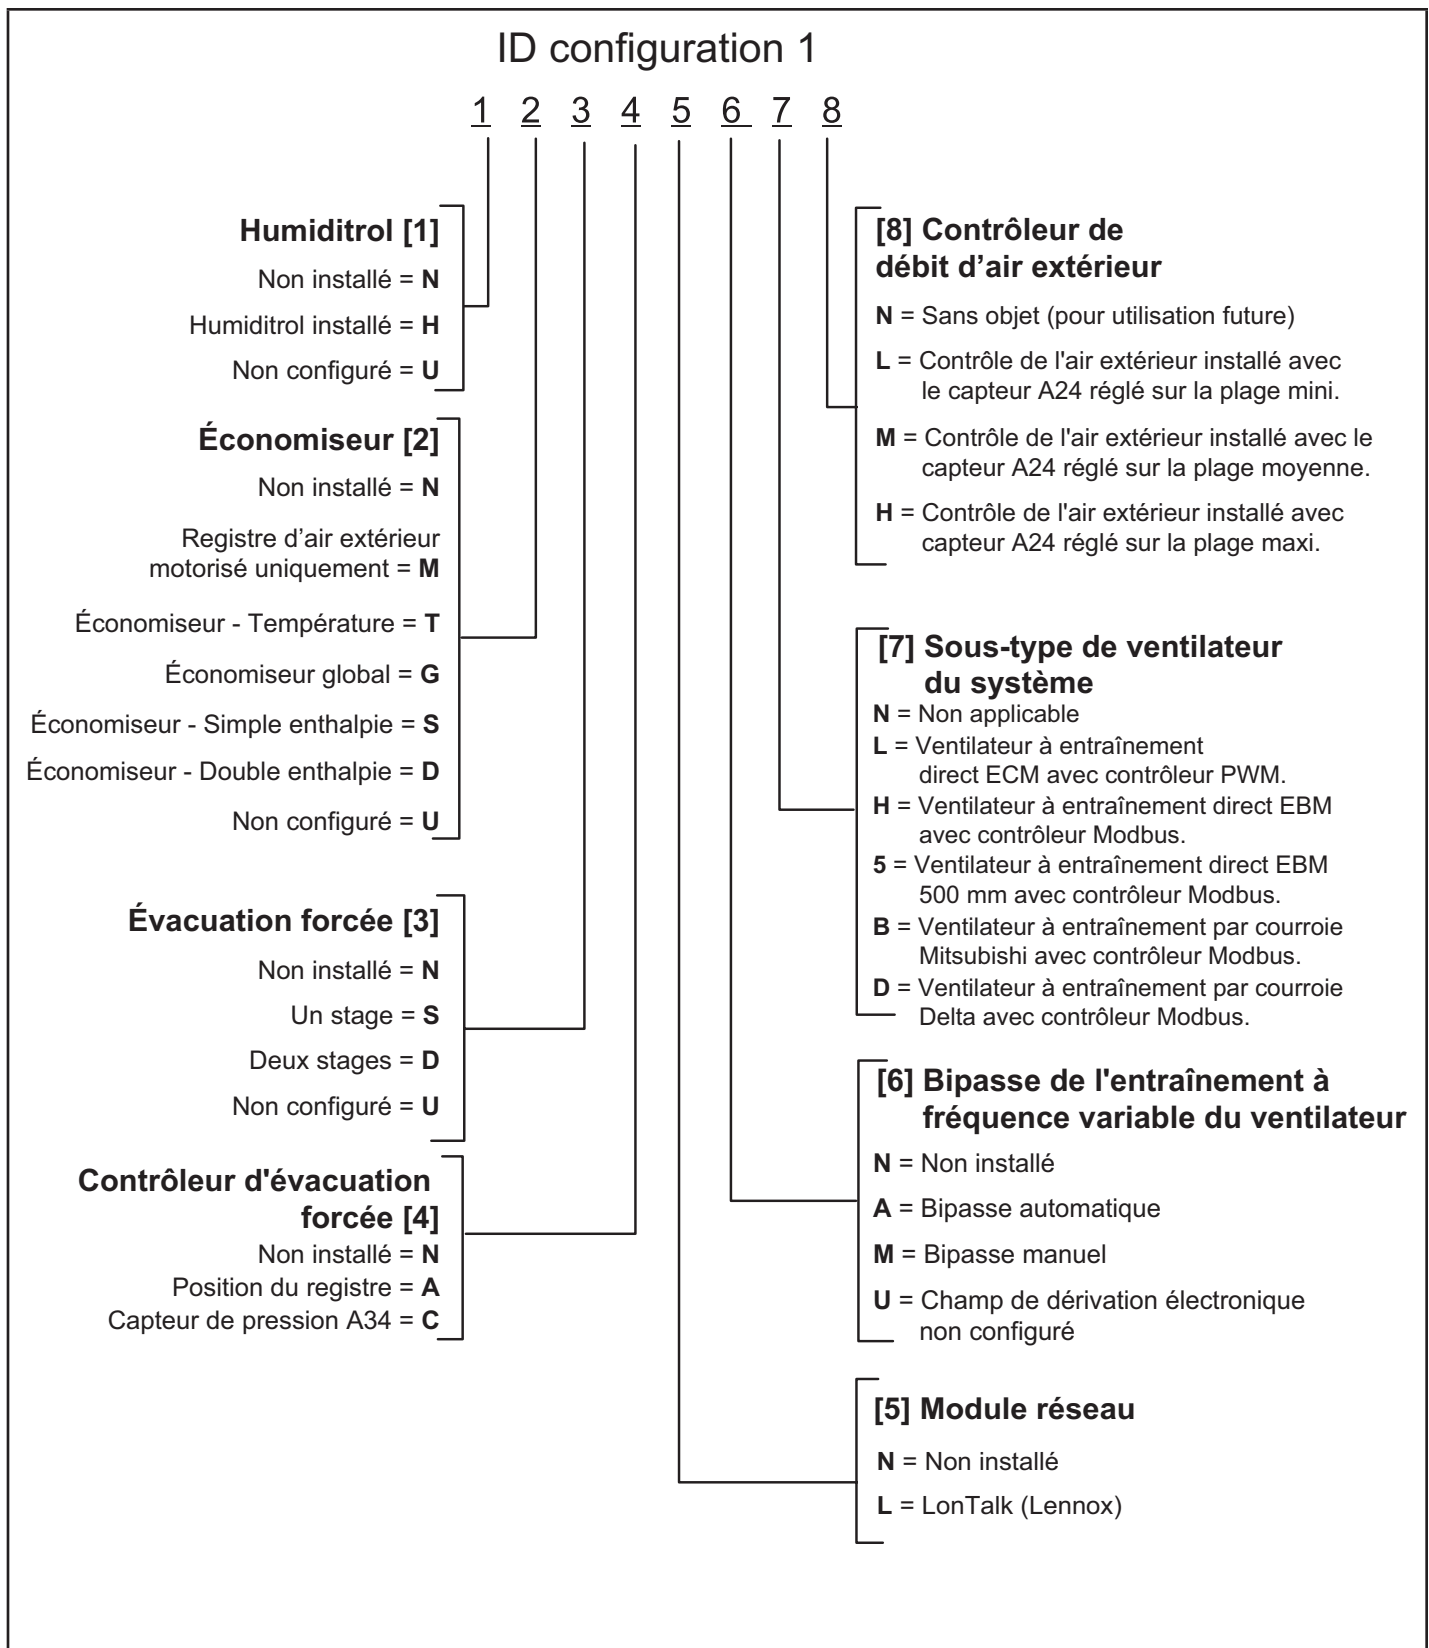 ID configuration 1
1 2 3 4 5 6 7 8
Humiditrol [1]
Non installé = N
Humiditrol installé = H
Non configuré = U
Économiseur [2]
Non installé = N
Registre d’air extérieur
motorisé uniquement = M
Économiseur - Température = T
Économiseur global = G
Économiseur - Simple enthalpie = S
Économiseur - Double enthalpie = D
Non configuré = U
Évacuation forcée [3]
Non installé = N
Un stage = S
Deux stages = D
Non configuré = U
Contrôleur d'évacuation
forcée [4]
Non installé = N
Position du registre = A
Capteur de pression A34 = C
[8] Contrôleur de
débit d’air extérieur
N = Sans objet (pour utilisation future)
L = Contrôle de l'air extérieur installé avec
le capteur A24 réglé sur la plage mini.
M = Contrôle de l'air extérieur installé avec le
capteur A24 réglé sur la plage moyenne.
H = Contrôle de l'air extérieur installé avec
capteur A24 réglé sur la plage maxi.
[7] Sous-type de ventilateur
du système
N = Non applicable
L = Ventilateur à entraînement
direct ECM avec contrôleur PWM.
H = Ventilateur à entraînement direct EBM
avec contrôleur Modbus.
5 = Ventilateur à entraînement direct EBM
500 mm avec contrôleur Modbus.
B = Ventilateur à entraînement par courroie
Mitsubishi avec contrôleur Modbus.
D = Ventilateur à entraînement par courroie
Delta avec contrôleur Modbus.
[6] Bipasse de l'entraînement à
fréquence variable du ventilateur
N = Non installé
A = Bipasse automatique
M = Bipasse manuel
U = Champ de dérivation électronique
non configuré
[5] Module réseau
N = Non installé
L = LonTalk (Lennox)